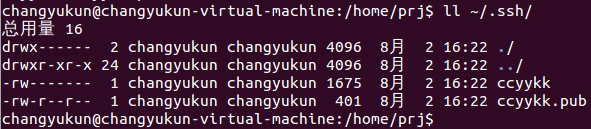 changyukun@changyukun-virtual-machine:/home/prj$ ll ~/.ssh/
总用量 16
drwx------  2 changyukun changyukun 4096  8月  2 16:22 ./
drwxr-xr-x 24 changyukun changyukun 4096  8月  2 16:22 ../
-rw-------  1 changyukun changyukun 1675  8月  2 16:22 ccyykk
-rw-r--r--  1 changyukun changyukun  401  8月  2 16:22 ccyykk.pub
changyukun@changyukun-virtual-machine:/home/prj$